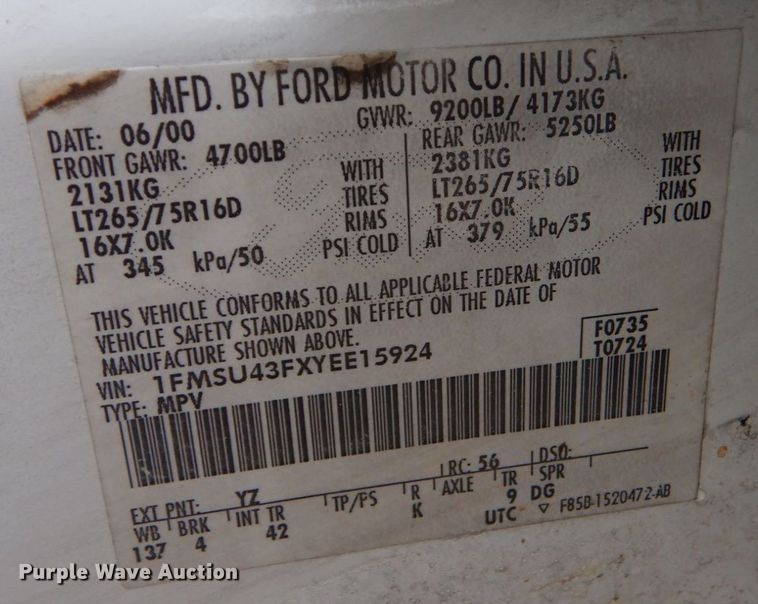 MFD. BY FORD MOTOR CO. IN U.S.A.
DATE: 06/00 GVWR: 9200LB/ 4173KG
FRONT GAWR: 4700LB REAR GAWR: 5250LB
2131KG WITH 2381KG WITH
LT265/75R16D TIRES LT265/75R16D TIRES
16X7.0K RIMS 16X7.0K RIMS
AT 345 kPa/50 PSI COLD AT 379 kPa/55 PSI COLD
THIS VEHICLE CONFORMS TO ALL APPLICABLE FEDERAL MOTOR
VEHICLE SAFETY STANDARDS IN EFFECT ON THE DATE OF
MANUFACTURE SHOWN ABOVE.
F0735
VIN: 1FMSU43FXYEE15924 T0724
TYPE: MPV
EXT PNT: YZ RC: 56 DSO:
WB BRK INT TR TP/PS R AXLE TR SPR
137 4 42 K 9 DG
UTC ▽ F85B-1520472-AB
Purple Wave Auction